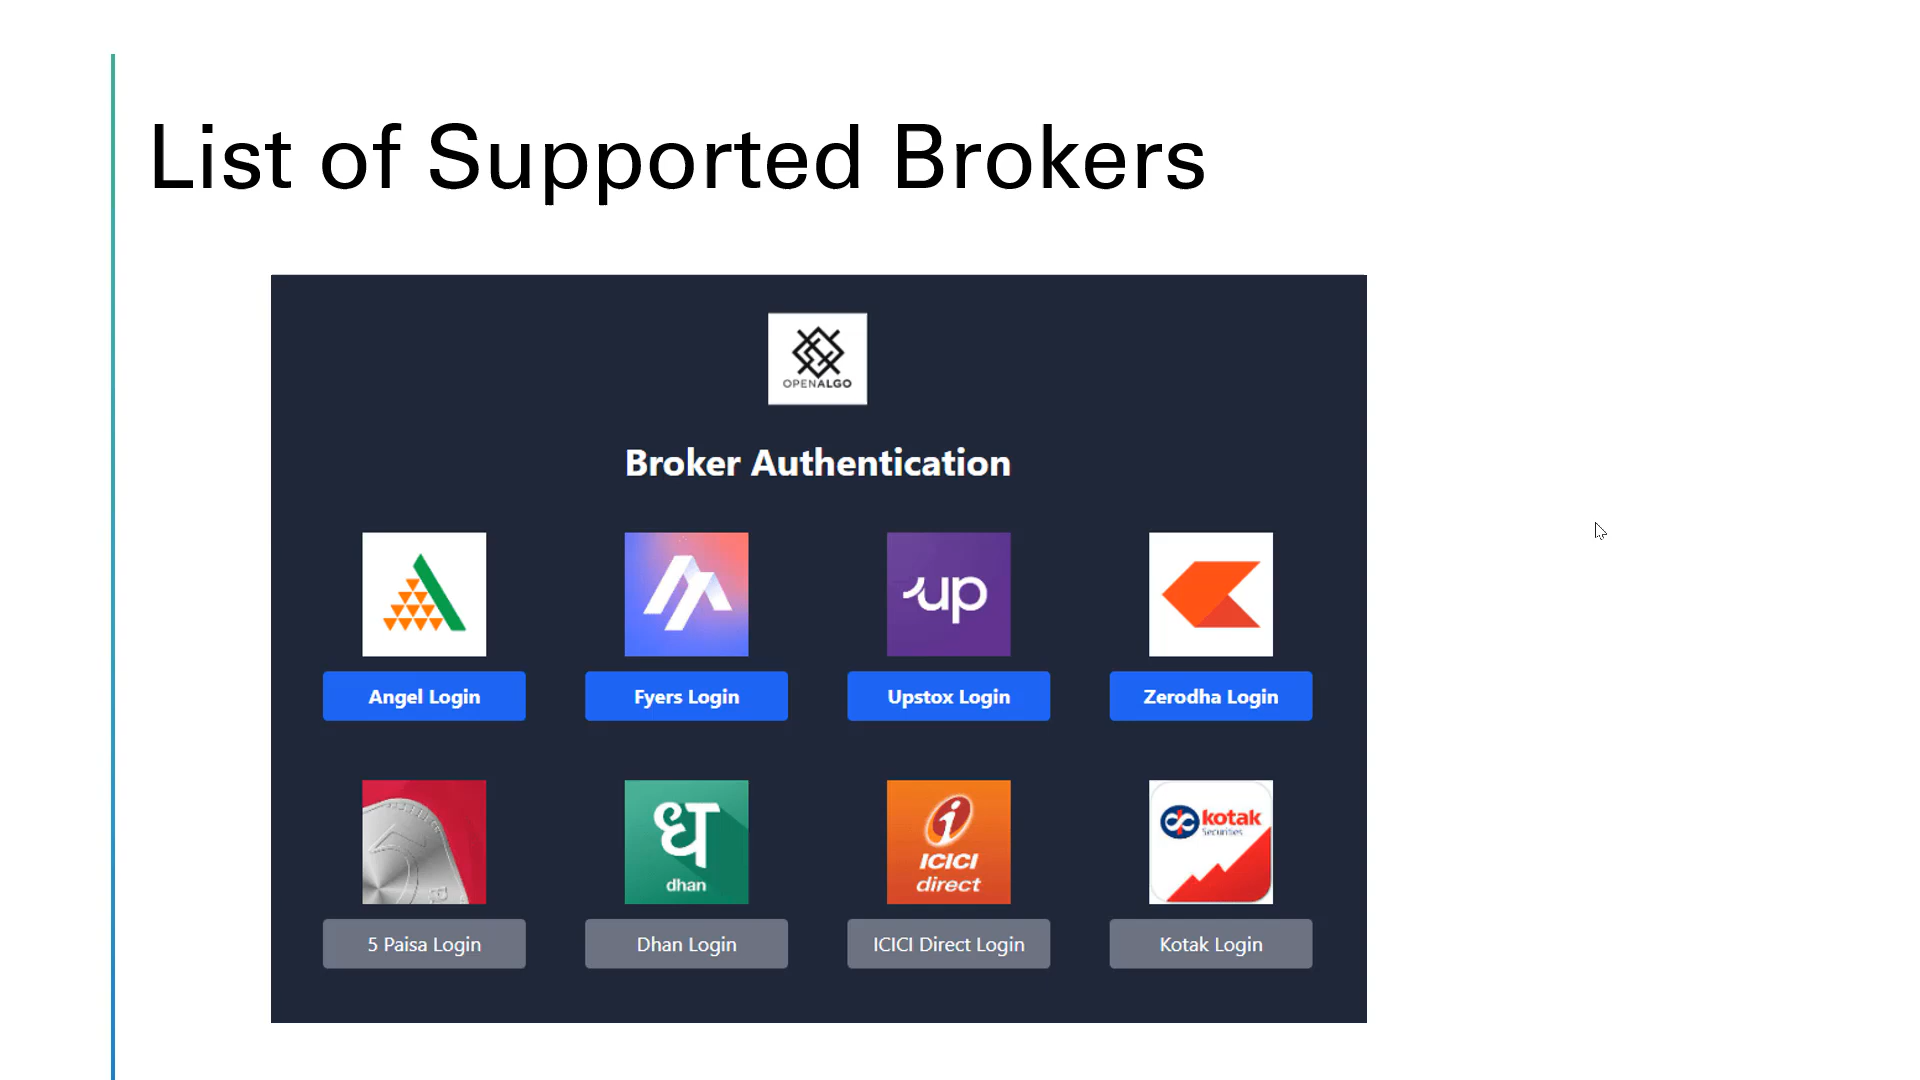 List of Supported Brokers
OPENALGO
Broker Authentication
up
Angel Login
Fyers Login
Upstox Login
Zerodha Login
ध
dhan
i
ICICI
direct
kotak
Securities
5 Paisa Login
Dhan Login
ICICI Direct Login
Kotak Login